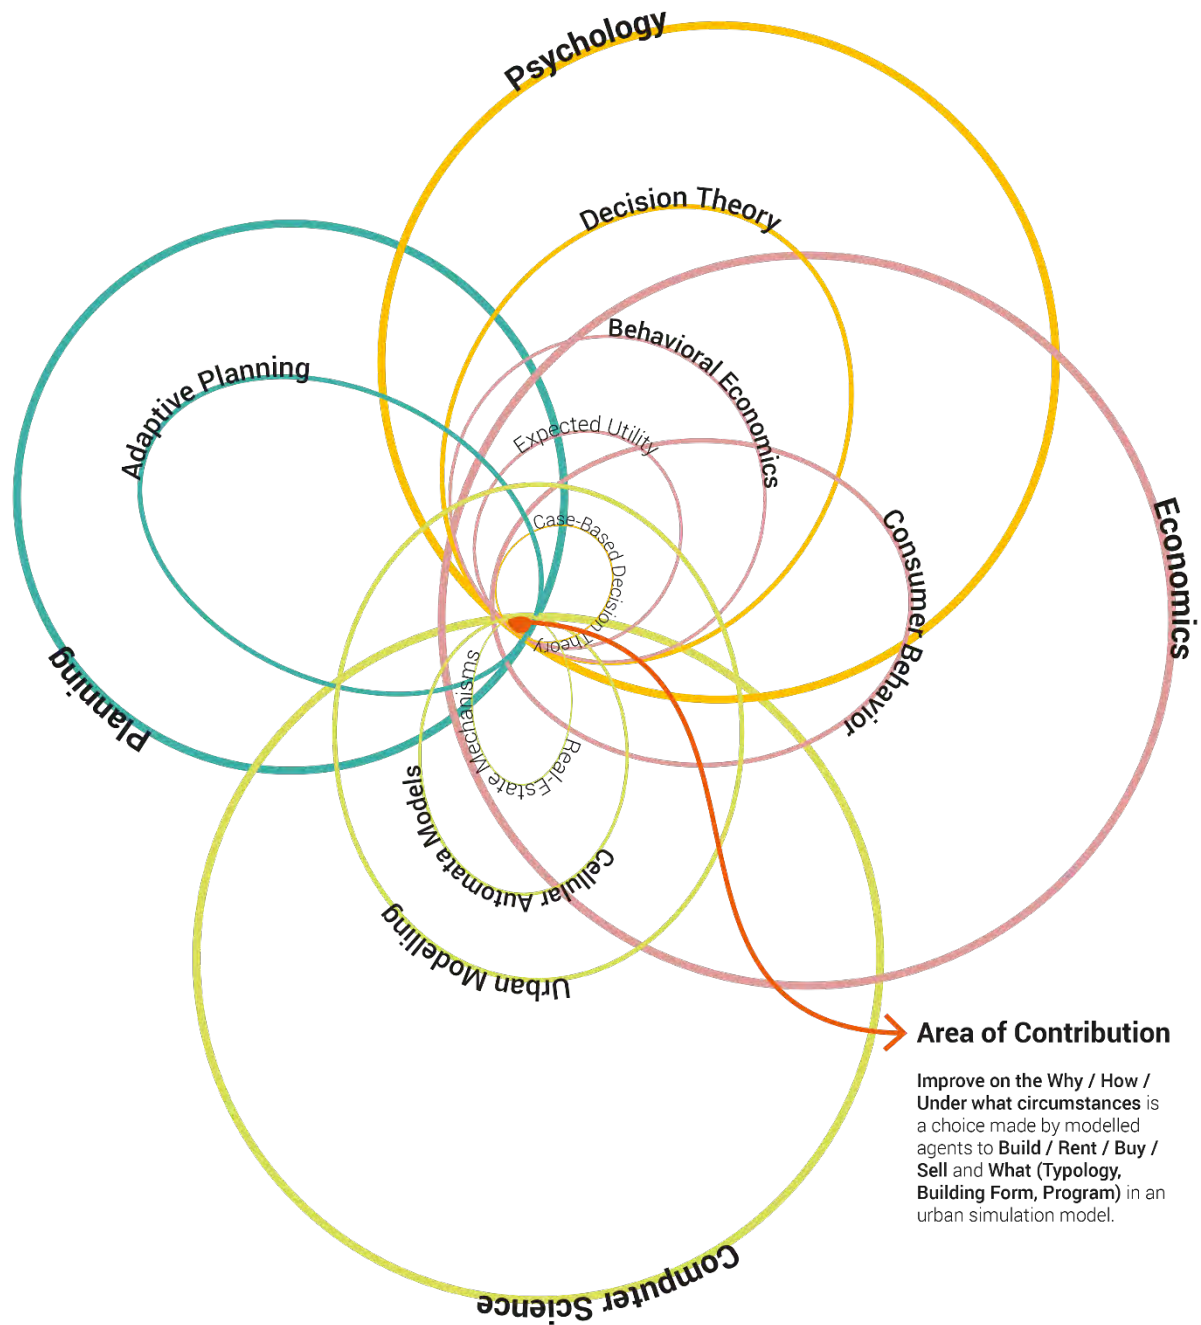 Psychology
Decision Theory
Behavioral Economics
Adaptive Planning
Expected Utility
Case-Based Decision Theory
Consumer Behavior
Economics
Planning
Real-Estate Mechanisms
Cellular Automata Models
Urban Modelling
Computer Science
Area of Contribution
Improve on the Why / How /
Under what circumstances is
a choice made by modelled
agents to Build / Rent / Buy /
Sell and What (Typology,
Building Form, Program) in an
urban simulation model.